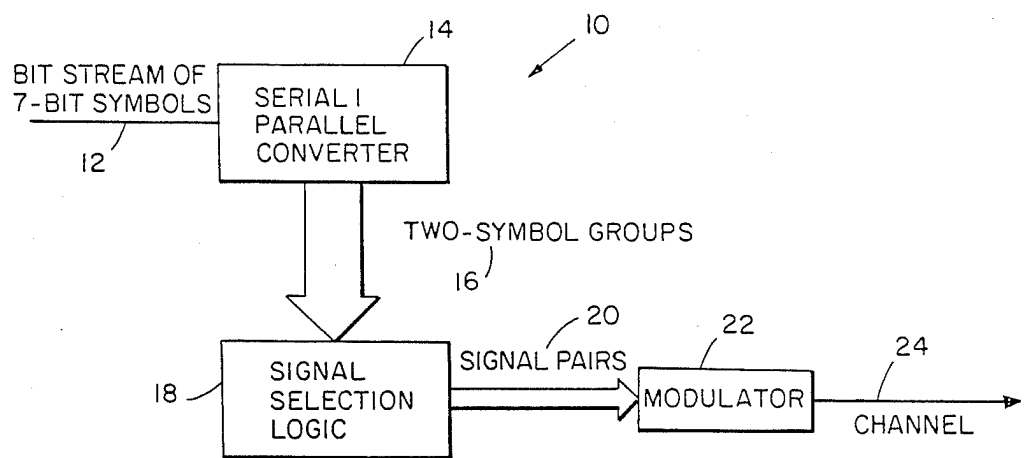 14
10
BIT STREAM OF
7-BIT SYMBOLS
12
SERIAL I
PARALLEL
CONVERTER
TWO-SYMBOL GROUPS
16
18
SIGNAL
SELECTION
LOGIC
20
SIGNAL PAIRS
22
MODULATOR
24
CHANNEL